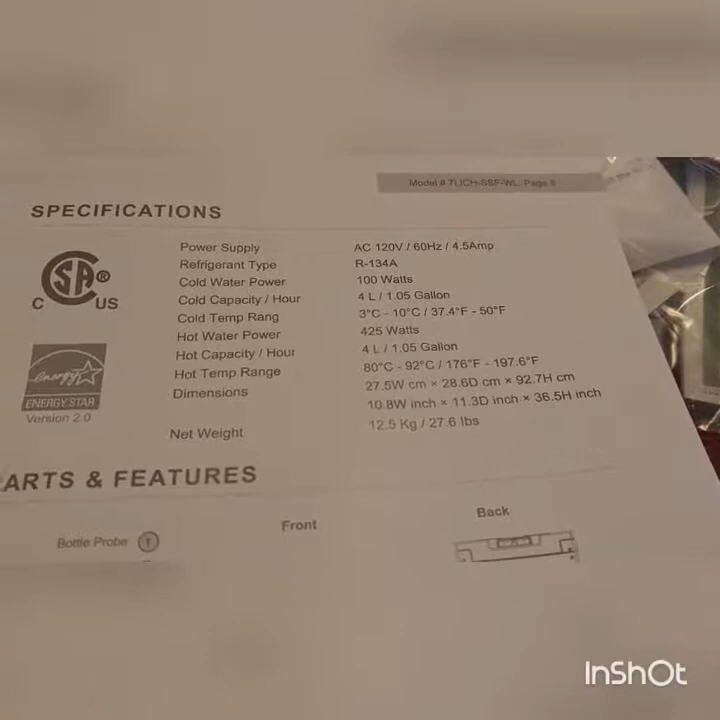 Model # 7LICH-SSF-WL, Page 5
SPECIFICATIONS
Power Supply AC 120V / 60Hz / 4.5Amp
Refrigerant Type R-134A
Cold Water Power 100 Watts
Cold Capacity / Hour 4 L / 1.05 Gallon
Cold Temp Rang 3°C - 10°C / 37.4°F - 50°F
Hot Water Power 425 Watts
Hot Capacity / Hour 4 L / 1.05 Gallon
Hot Temp Range 80°C - 92°C / 176°F - 197.6°F
Dimensions 27.5W cm × 28.6D cm × 92.7H cm
10.8W inch × 11.3D inch × 36.5H inch
Net Weight 12.5 Kg / 27.6 lbs
SA®
C US
energy
ENERGY STAR
Version 2.0
ARTS & FEATURES
Front
Back
Bottle Probe 1
InShOt